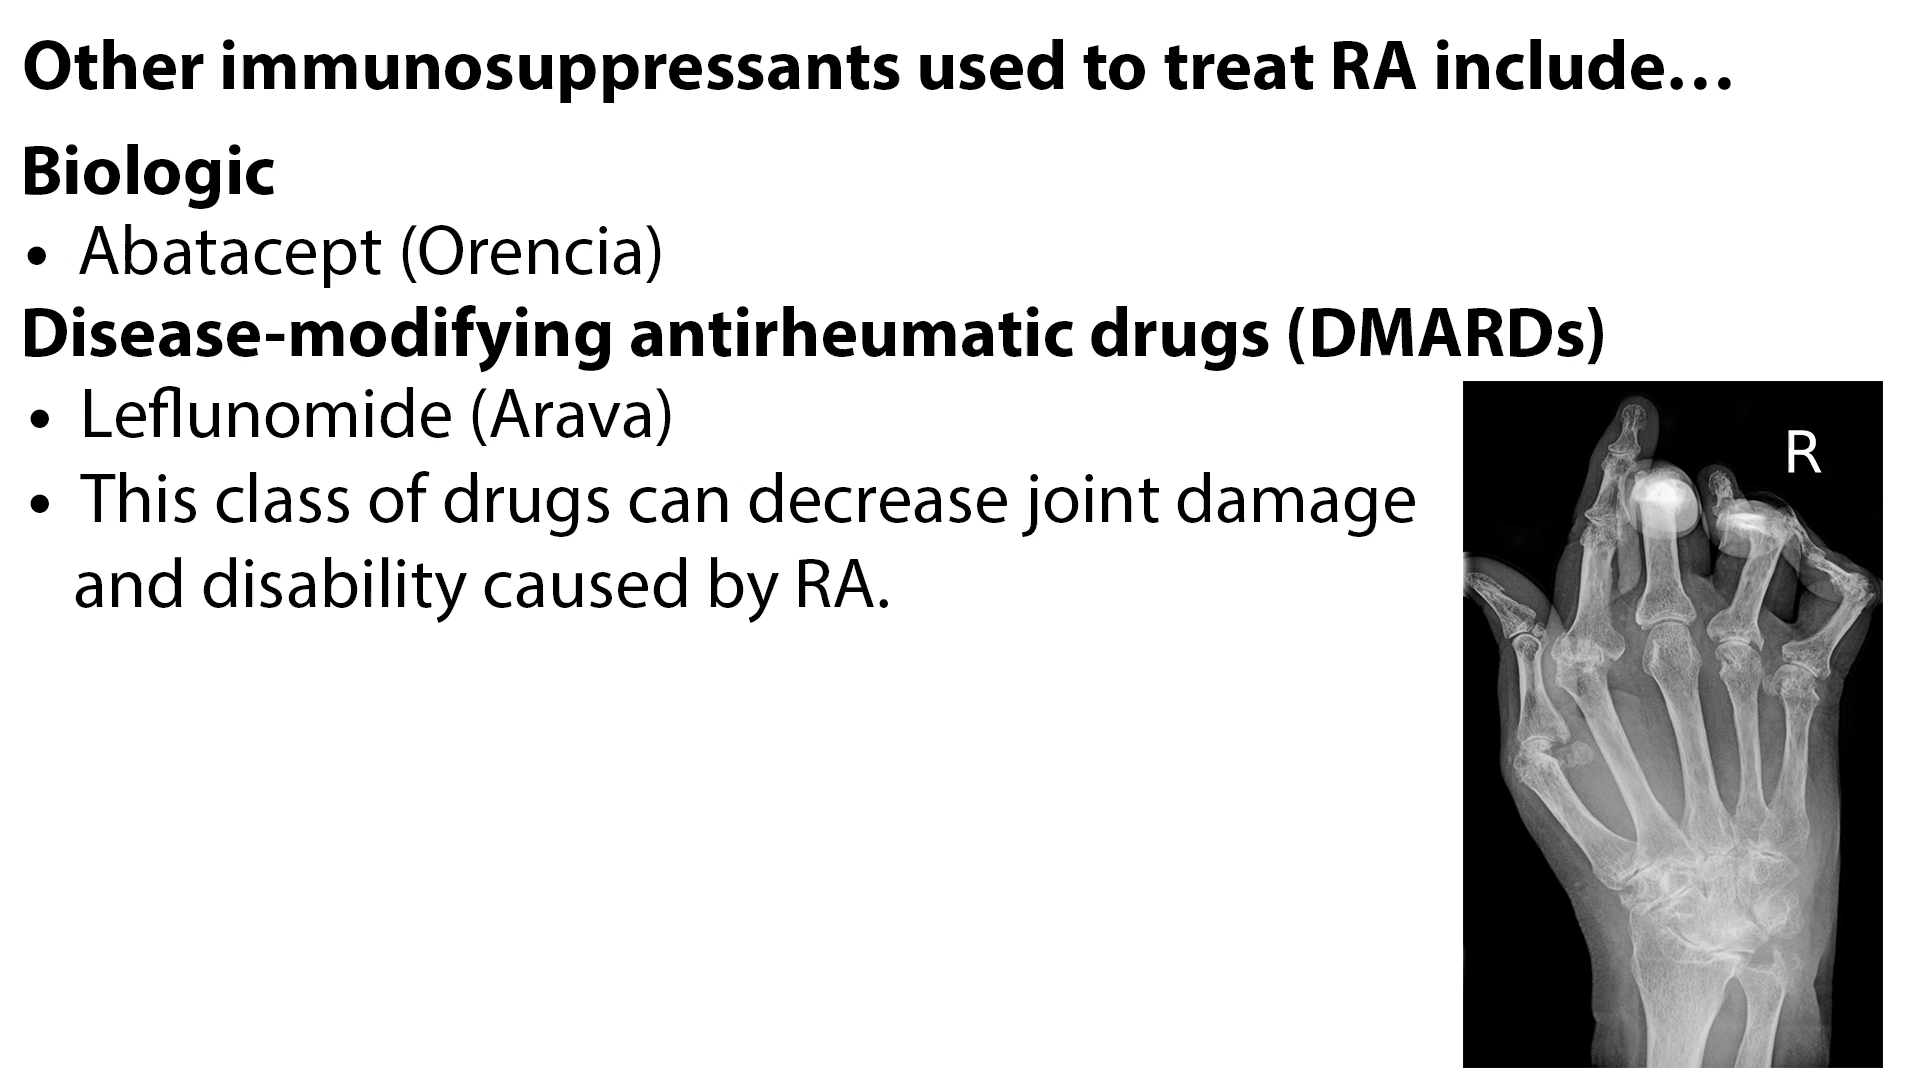 Other immunosuppressants used to treat RA include…
Biologic
• Abatacept (Orencia)
Disease-modifying antirheumatic drugs (DMARDs)
• Leflunomide (Arava)
• This class of drugs can decrease joint damage
and disability caused by RA.
R